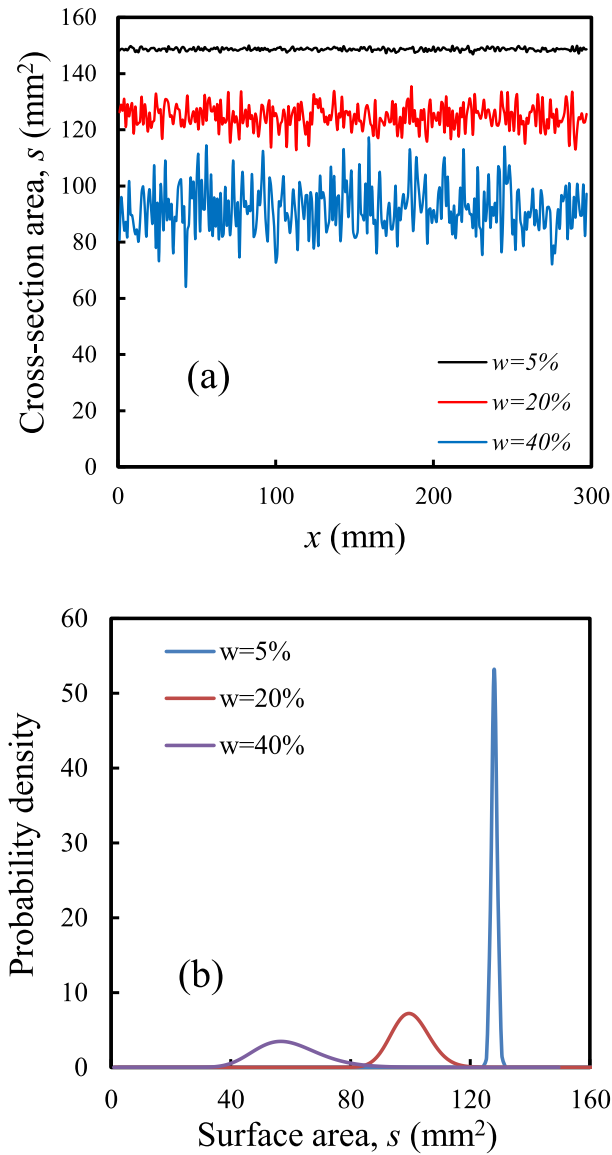 160
140
120
100
80
60
40
20
0
Cross-section area, s (mm²)
(a)
w=5%
w=20%
w=40%
0 100 200 300
x (mm)
60
50
40
30
20
10
0
Probability density
w=5%
w=20%
w=40%
(b)
0 40 80 120 160
Surface area, s (mm²)